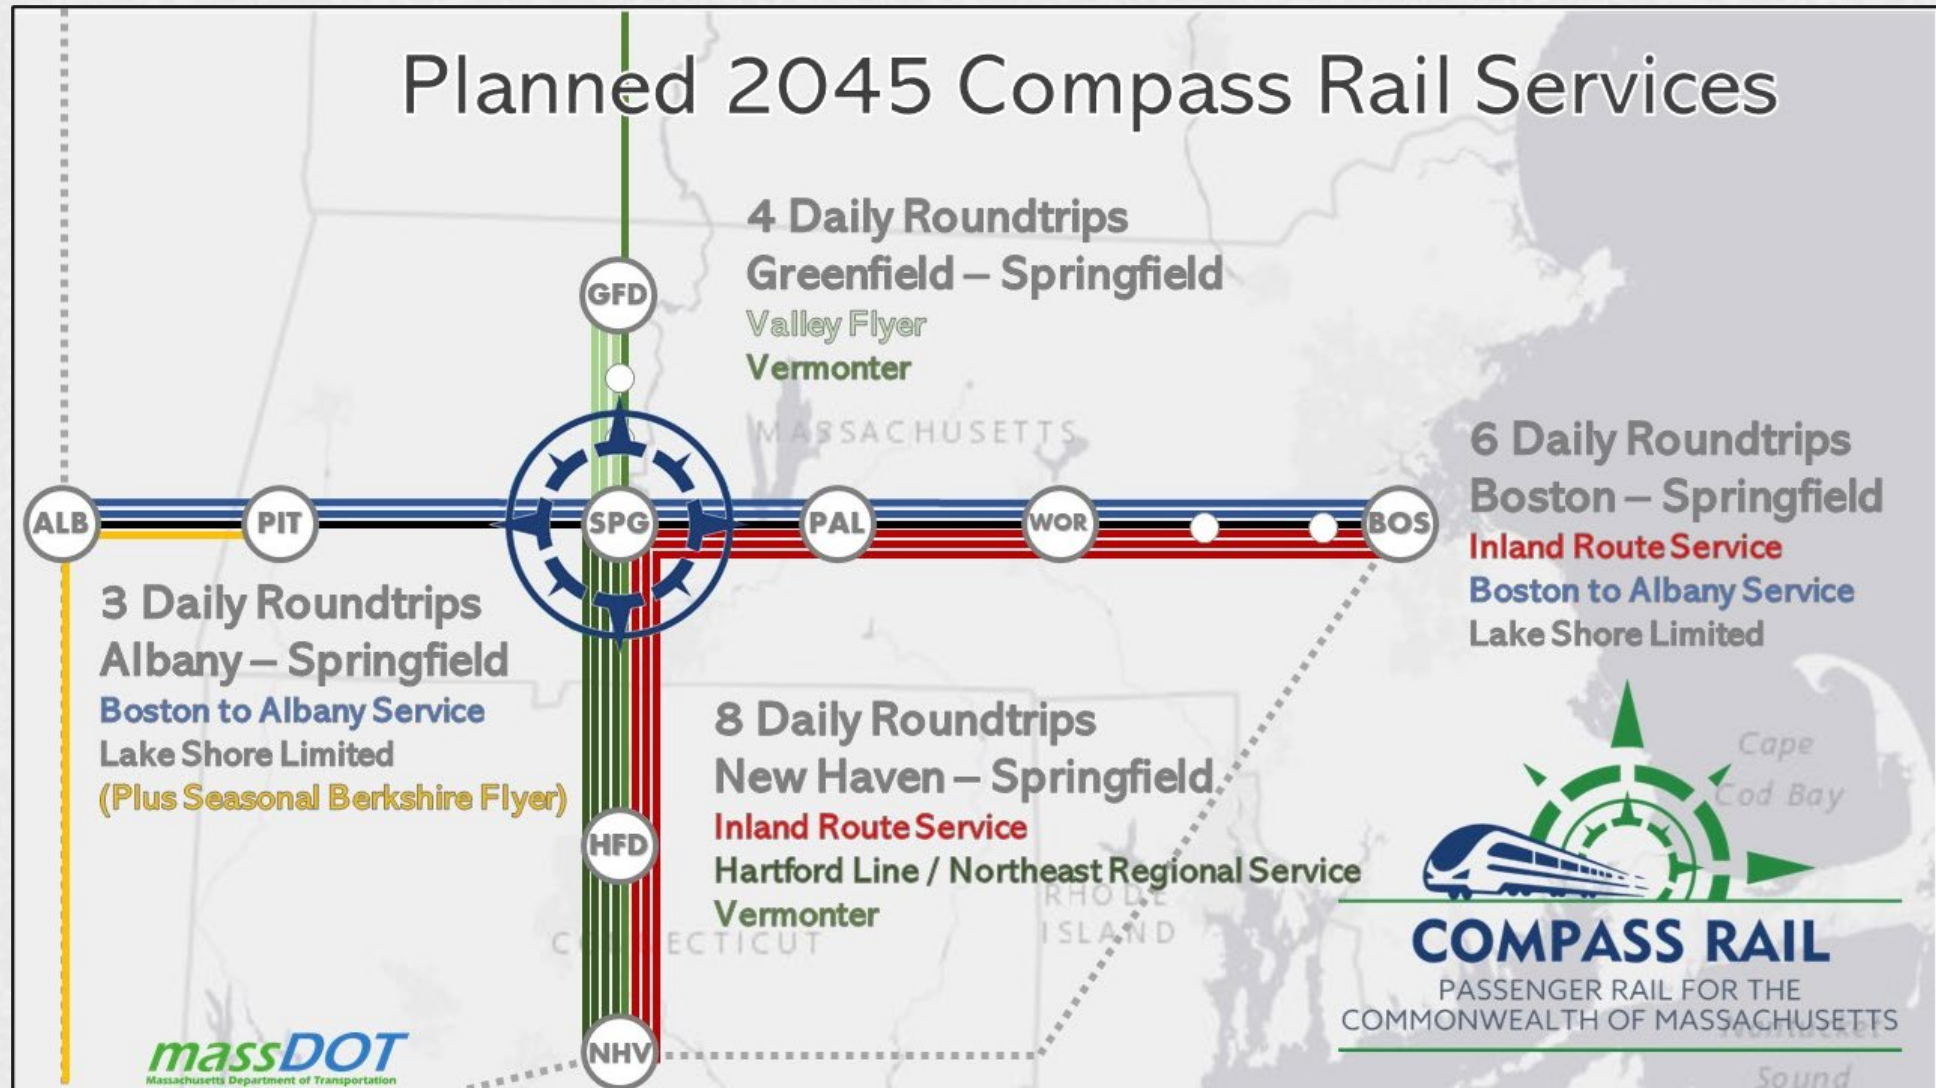 Planned 2045 Compass Rail Services
4 Daily Roundtrips
Greenfield – Springfield
Valley Flyer
Vermonter
GFD
MASSACHUSETTS
6 Daily Roundtrips
Boston – Springfield
Inland Route Service
Boston to Albany Service
Lake Shore Limited
ALB
PIT
SPG
PAL
WOR
BOS
3 Daily Roundtrips
Albany – Springfield
Boston to Albany Service
Lake Shore Limited
(Plus Seasonal Berkshire Flyer)
8 Daily Roundtrips
New Haven – Springfield
Inland Route Service
Hartford Line / Northeast Regional Service
Vermonter
HFD
NHV
RHODE
ISLAND
Cape
Cod Bay
COMPASS RAIL
PASSENGER RAIL FOR THE
COMMONWEALTH OF MASSACHUSETTS
Sound
massDOT
Massachusetts Department of Transportation